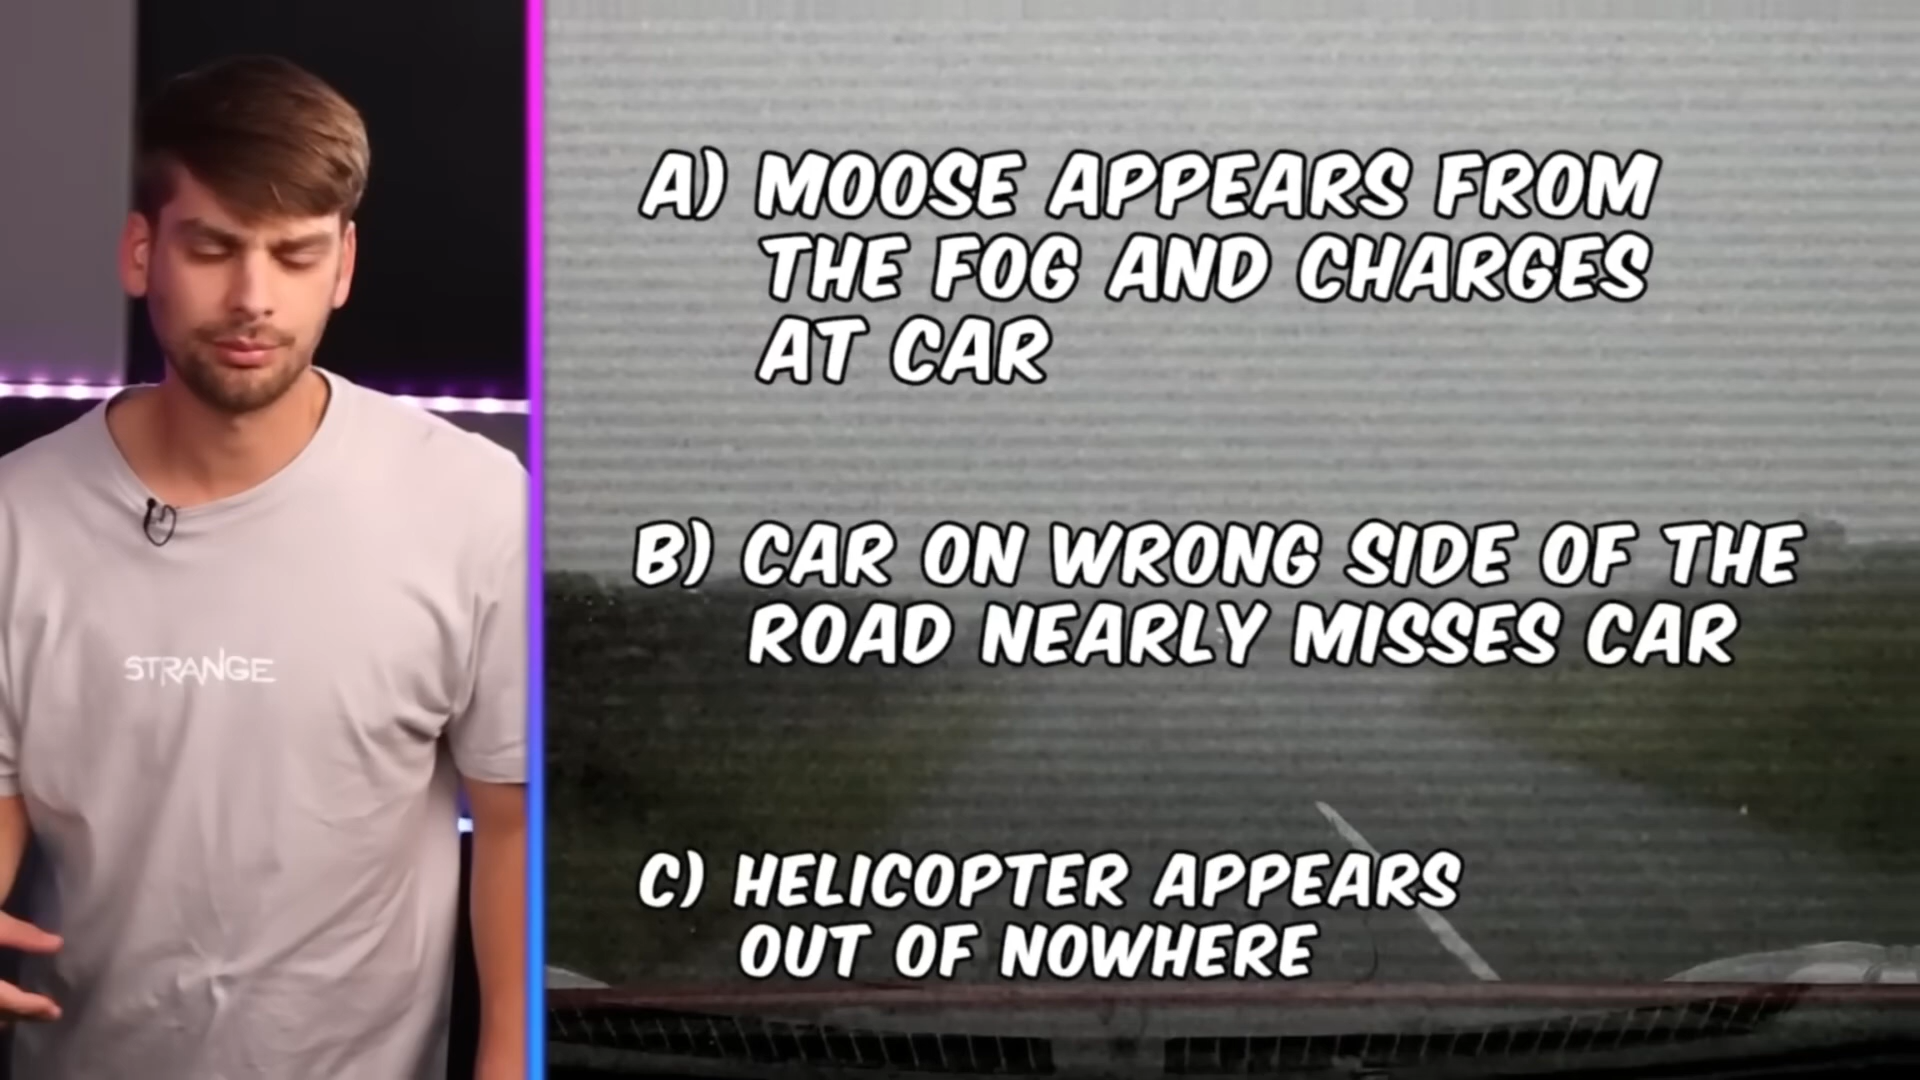 STRANGE
A) MOOSE APPEARS FROM
THE FOG AND CHARGES
AT CAR
B) CAR ON WRONG SIDE OF THE
ROAD NEARLY MISSES CAR
C) HELICOPTER APPEARS
OUT OF NOWHERE